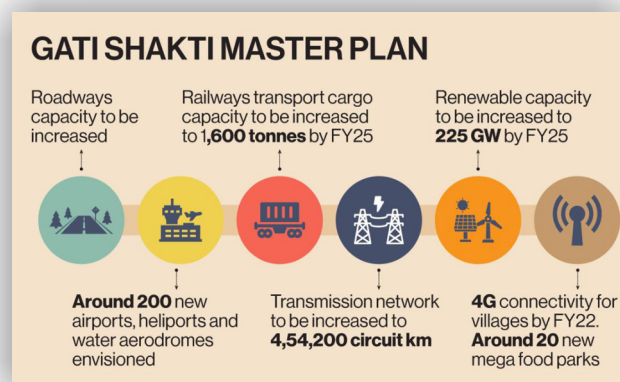 GATI SHAKTI MASTER PLAN
Roadways
capacity to be
increased
Railways transport cargo
capacity to be increased
to 1,600 tonnes by FY25
Renewable capacity
to be increased to
225 GW by FY25
Around 200 new
airports, heliports and
water aerodromes
envisioned
Transmission network
to be increased to
4,54,200 circuit km
4G connectivity for
villages by FY22.
Around 20 new
mega food parks